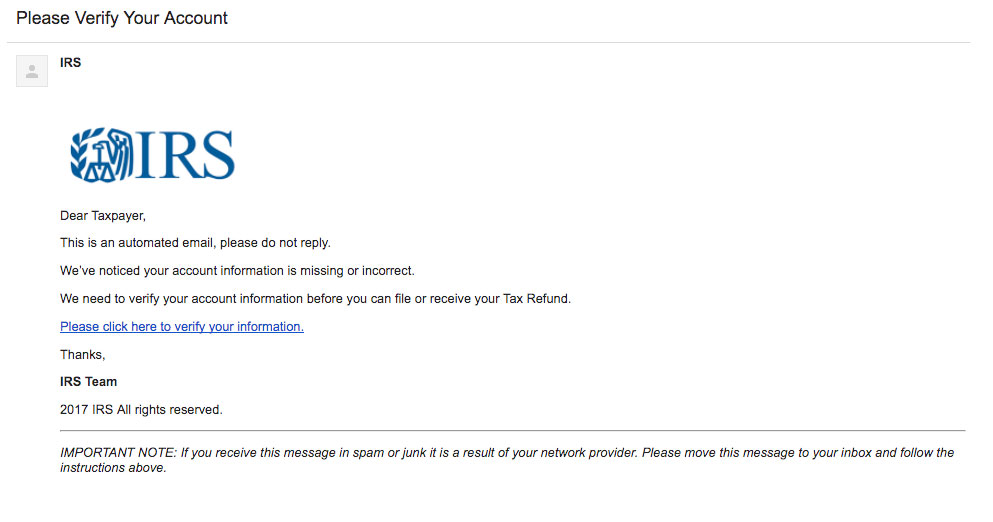 Please Verify Your Account
IRS
IRS
Dear Taxpayer,
This is an automated email, please do not reply.
We've noticed your account information is missing or incorrect.
We need to verify your account information before you can file or receive your Tax Refund.
Please click here to verify your information.
Thanks,
IRS Team
2017 IRS All rights reserved.
IMPORTANT NOTE: If you receive this message in spam or junk it is a result of your network provider. Please move this message to your inbox and follow the
instructions above.